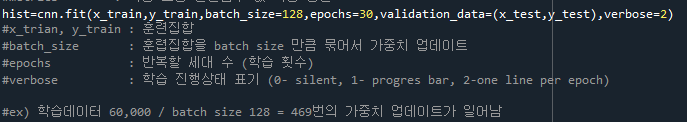 hist=cnn.fit(x_train,y_train,batch_size=128,epochs=30,validation_data=(x_test,y_test),verbose=2)
#x_trian, y_train : 훈련집합
#batch_size : 훈렵집합을 batch size 만큼 묶어서 가중치 업데이트
#epochs : 반복할 세대 수 (학습 횟수)
#verbose : 학습 진행상태 표기 (0- silent, 1- progres bar, 2-one line per epoch)
#ex) 학습데이터 60,000 / batch size 128 = 469번의 가중치 업데이트가 일어남